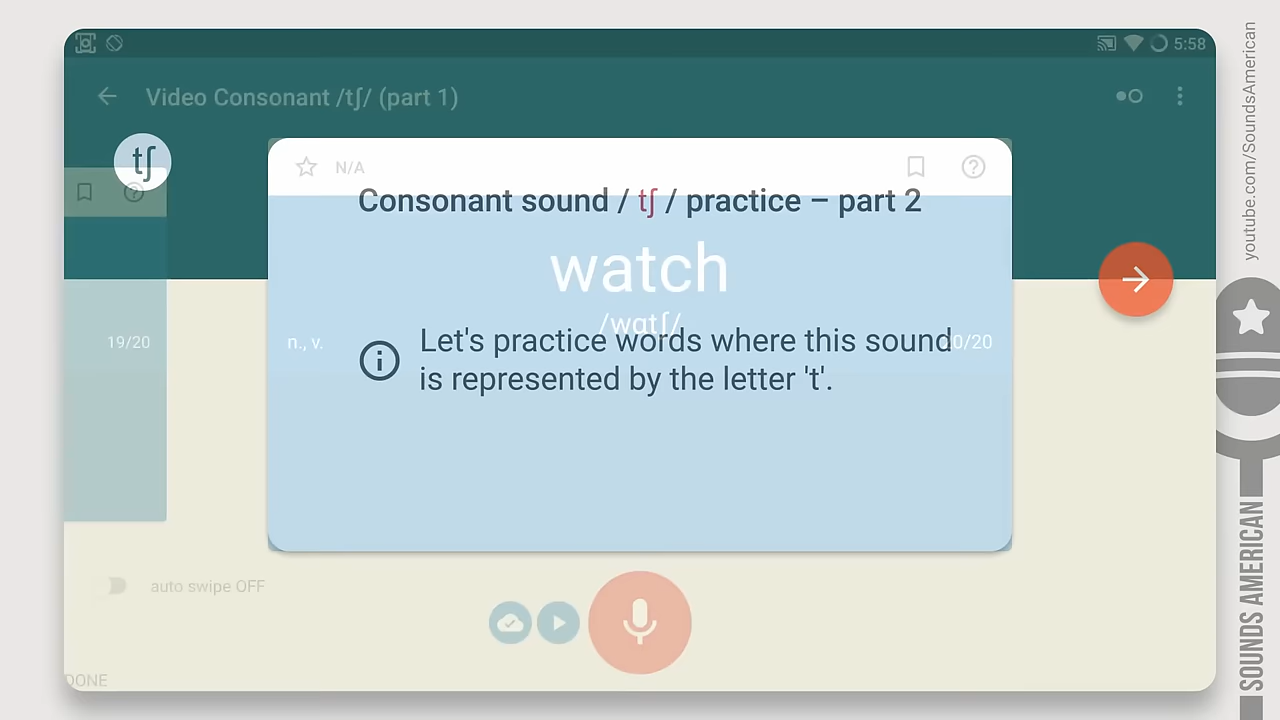 5:58
Video Consonant /tʃ/ (part 1)
tʃ
N/A
Consonant sound / tʃ / practice – part 2
watch
/wɑtʃ/
19/20
n., v.
20/20
Let's practice words where this sound
is represented by the letter 't'.
auto swipe OFF
DONE
youtube.com/SoundsAmerican
SOUNDS AMERICAN